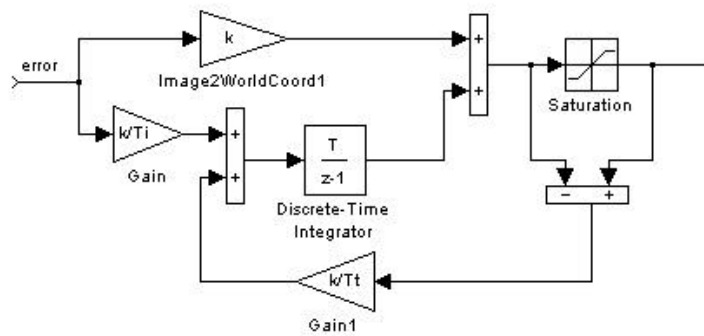 k
+
error
Image2WorldCoord1
+
Saturation
k/Ti
+
T
z-1
+
Gain
Discrete-Time
Integrator
− +
k/Tt
Gain1